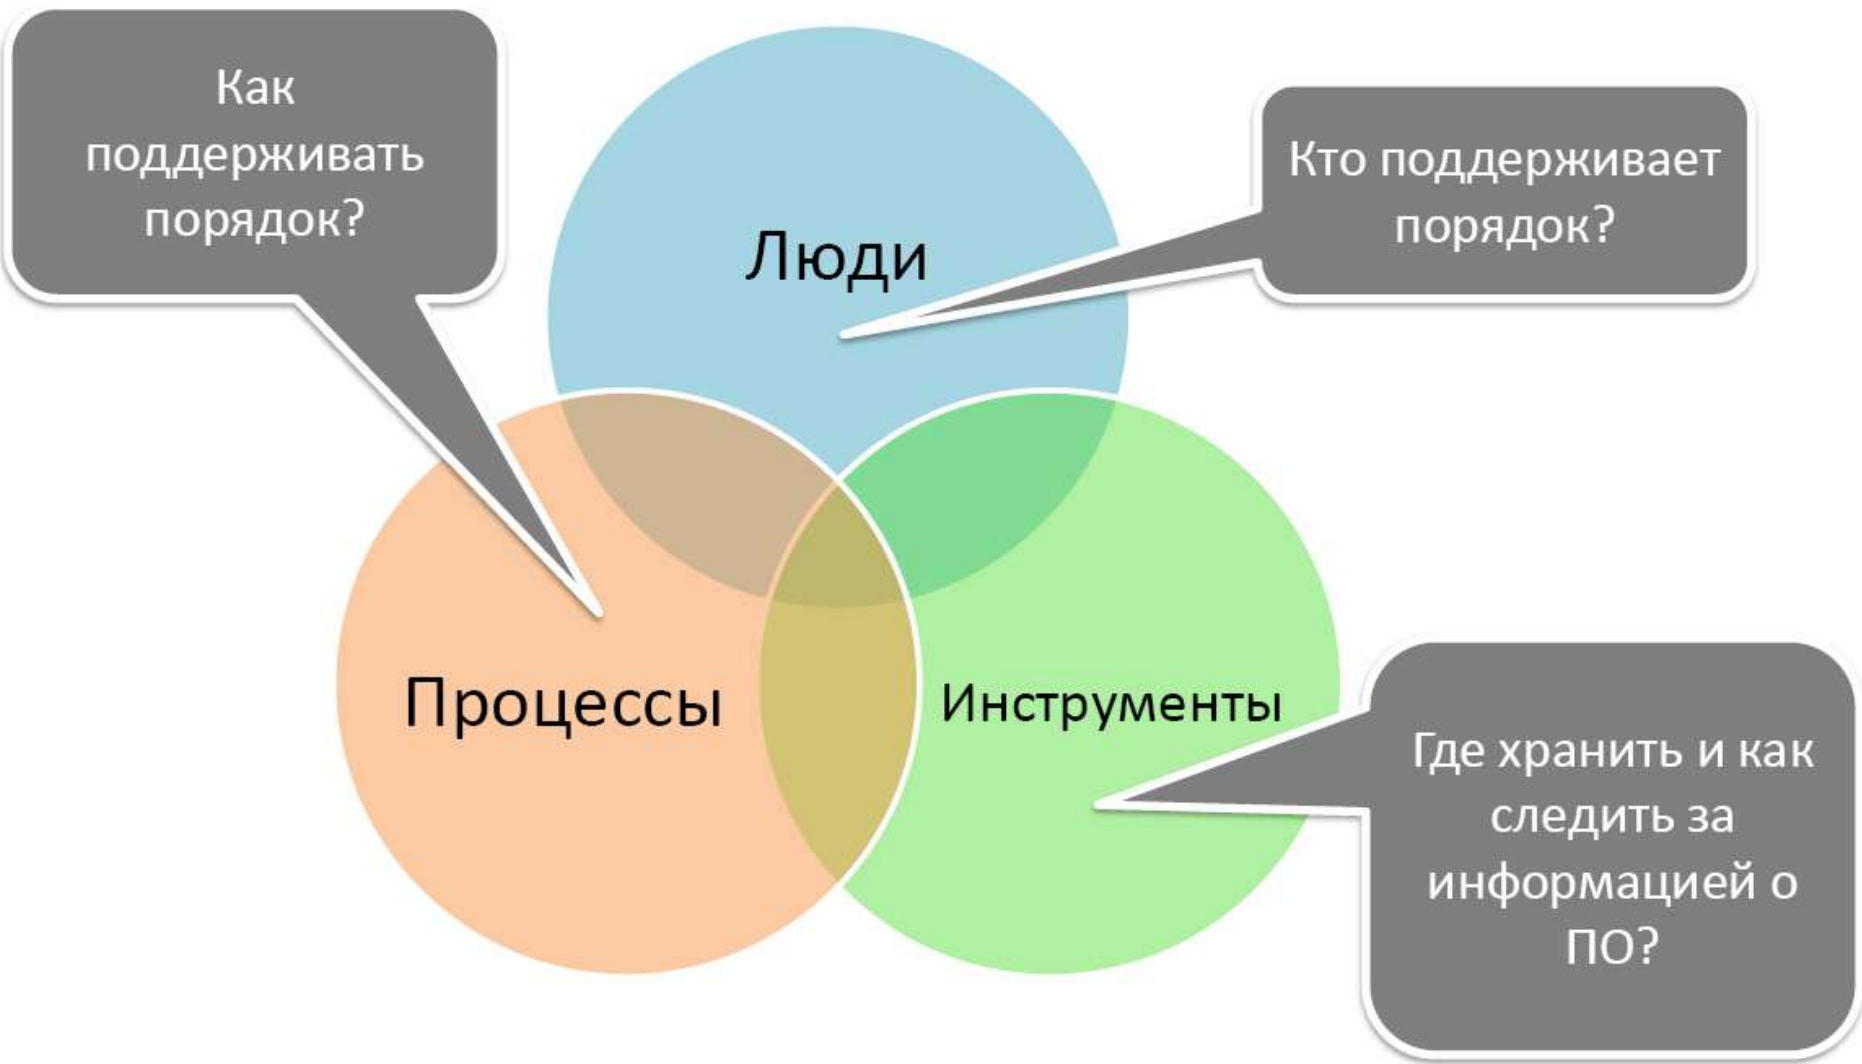 Как
поддерживать
порядок?
Кто поддерживает
порядок?
Люди
Процессы
Инструменты
Где хранить и как
следить за
информацией о
ПО?